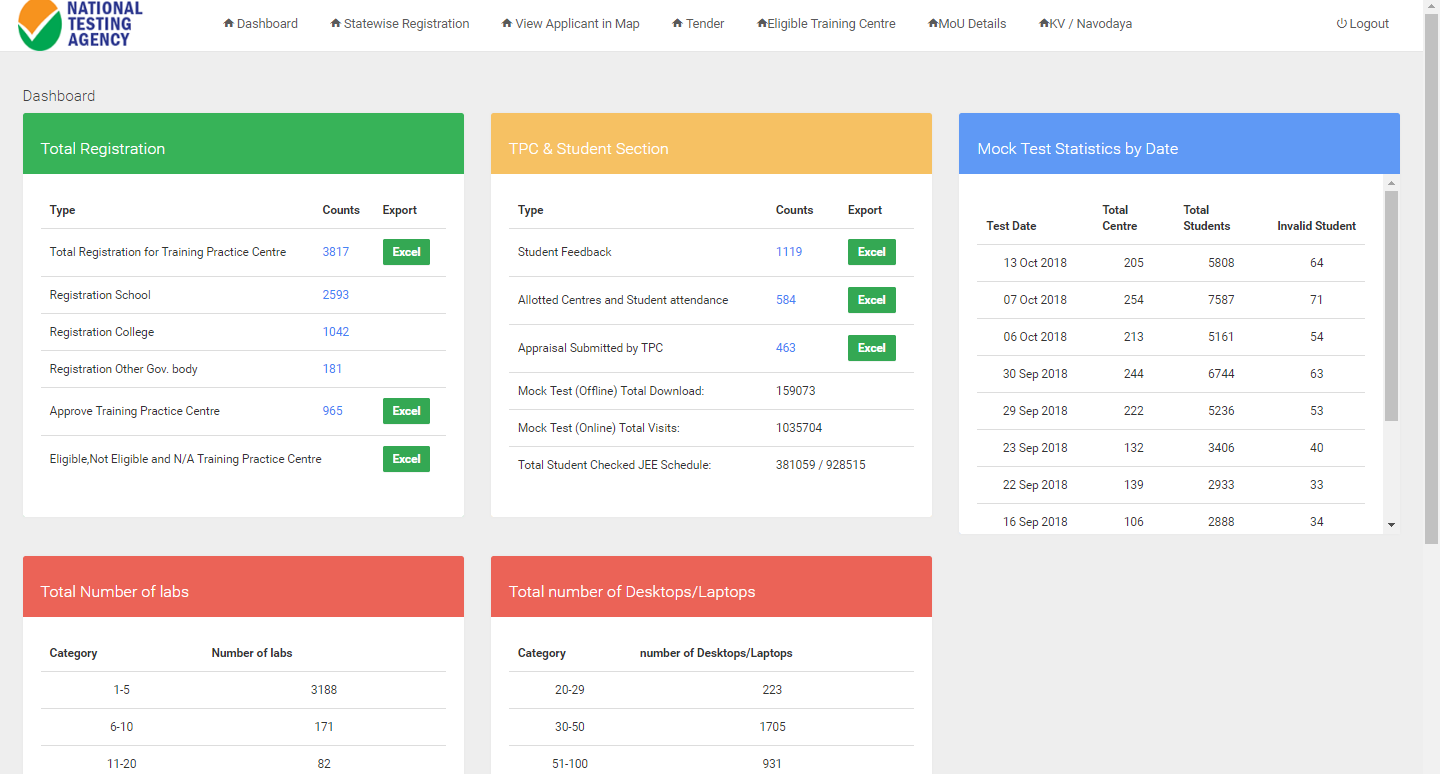 NATIONAL
TESTING
AGENCY
Dashboard Statewise Registration View Applicant in Map Tender Eligible Training Centre MoU Details KV / Navodaya Logout
Dashboard
Total Registration
Type Counts Export
Total Registration for Training Practice Centre 3817 Excel
Registration School 2593
Registration College 1042
Registration Other Gov. body 181
Approve Training Practice Centre 965 Excel
Eligible,Not Eligible and N/A Training Practice Centre Excel
TPC & Student Section
Type Counts Export
Student Feedback 1119 Excel
Allotted Centres and Student attendance 584 Excel
Appraisal Submitted by TPC 463 Excel
Mock Test (Offline) Total Download: 159073
Mock Test (Online) Total Visits: 1035704
Total Student Checked JEE Schedule: 381059 / 928515
Mock Test Statistics by Date
Test Date Total Centre Total Students Invalid Student
13 Oct 2018 205 5808 64
07 Oct 2018 254 7587 71
06 Oct 2018 213 5161 54
30 Sep 2018 244 6744 63
29 Sep 2018 222 5236 53
23 Sep 2018 132 3406 40
22 Sep 2018 139 2933 33
16 Sep 2018 106 2888 34
Total Number of labs
Category Number of labs
1-5 3188
6-10 171
11-20 82
Total number of Desktops/Laptops
Category number of Desktops/Laptops
20-29 223
30-50 1705
51-100 931